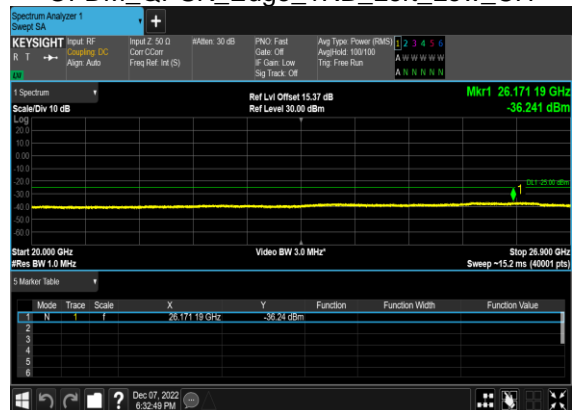 Spectrum Analyzer 1
Swept SA
+
KEYSIGHT Input: RF Input Z: 50 Ω #Atten: 30 dB PNO: Fast Avg Type: Power (RMS) 1 2 3 4 5 6
R T Coupling: DC Corr CCorr Gate: Off Avg|Hold: 100/100 A W W W W W
Align: Auto Freq Ref: Int (S) IF Gain: Low Trig: Free Run
LW Sig Track: Off A N N N N N
1 Spectrum Ref Lvl Offset 15.37 dB Mkr1 26.171 19 GHz
Scale/Div 10 dB Ref Level 30.00 dBm -36.241 dBm
Log
20.0
10.0
0.00
-10.0
-20.0
DL1 -25.00 dBm
1
-30.0
-40.0
-50.0
-60.0
Start 20.000 GHz Video BW 3.0 MHz* Stop 26.900 GHz
#Res BW 1.0 MHz Sweep ~15.2 ms (40001 pts)
5 Marker Table
Mode Trace Scale X Y Function Function Width Function Value
1 N 1 f 26.171 19 GHz -36.24 dBm
2
3
4
5
6
? Dec 07, 2022
6:32:49 PM